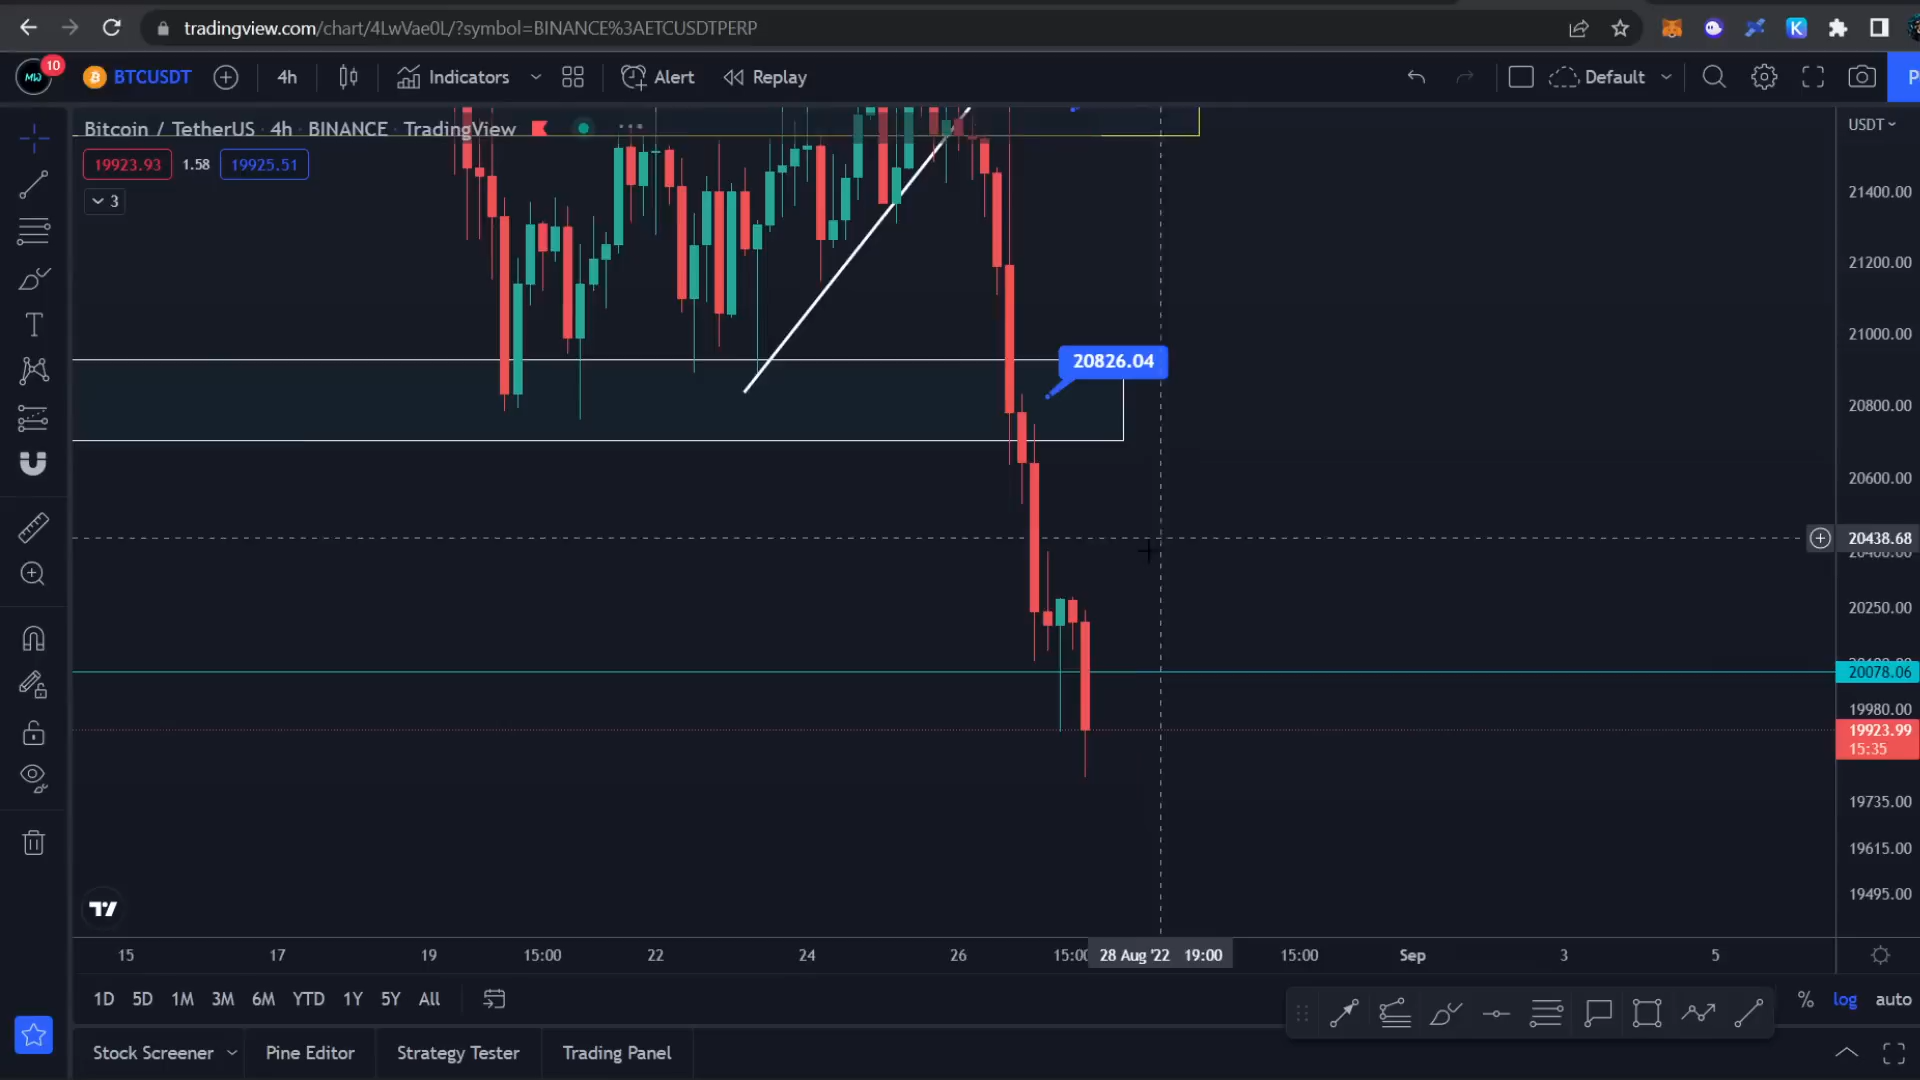 tradingview.com/chart/4LwVae0L/?symbol=BINANCE%3AETCUSDTPERP
K
MW 10 BTCUSDT 4h Indicators Alert Replay Default
Bitcoin / TetherUS · 4h · BINANCE · TradingView
USDT
19923.93 1.58 19925.51
3
21400.00
21200.00
21000.00
20826.04
20800.00
20600.00
20438.68
20250.00
20078.06
19980.00
19923.99
15:35
19735.00
19615.00
19495.00
15 17 19 15:00 22 24 26 15:00 28 Aug '22 19:00 15:00 Sep 3 5
1D 5D 1M 3M 6M YTD 1Y 5Y All
% log auto
Stock Screener Pine Editor Strategy Tester Trading Panel